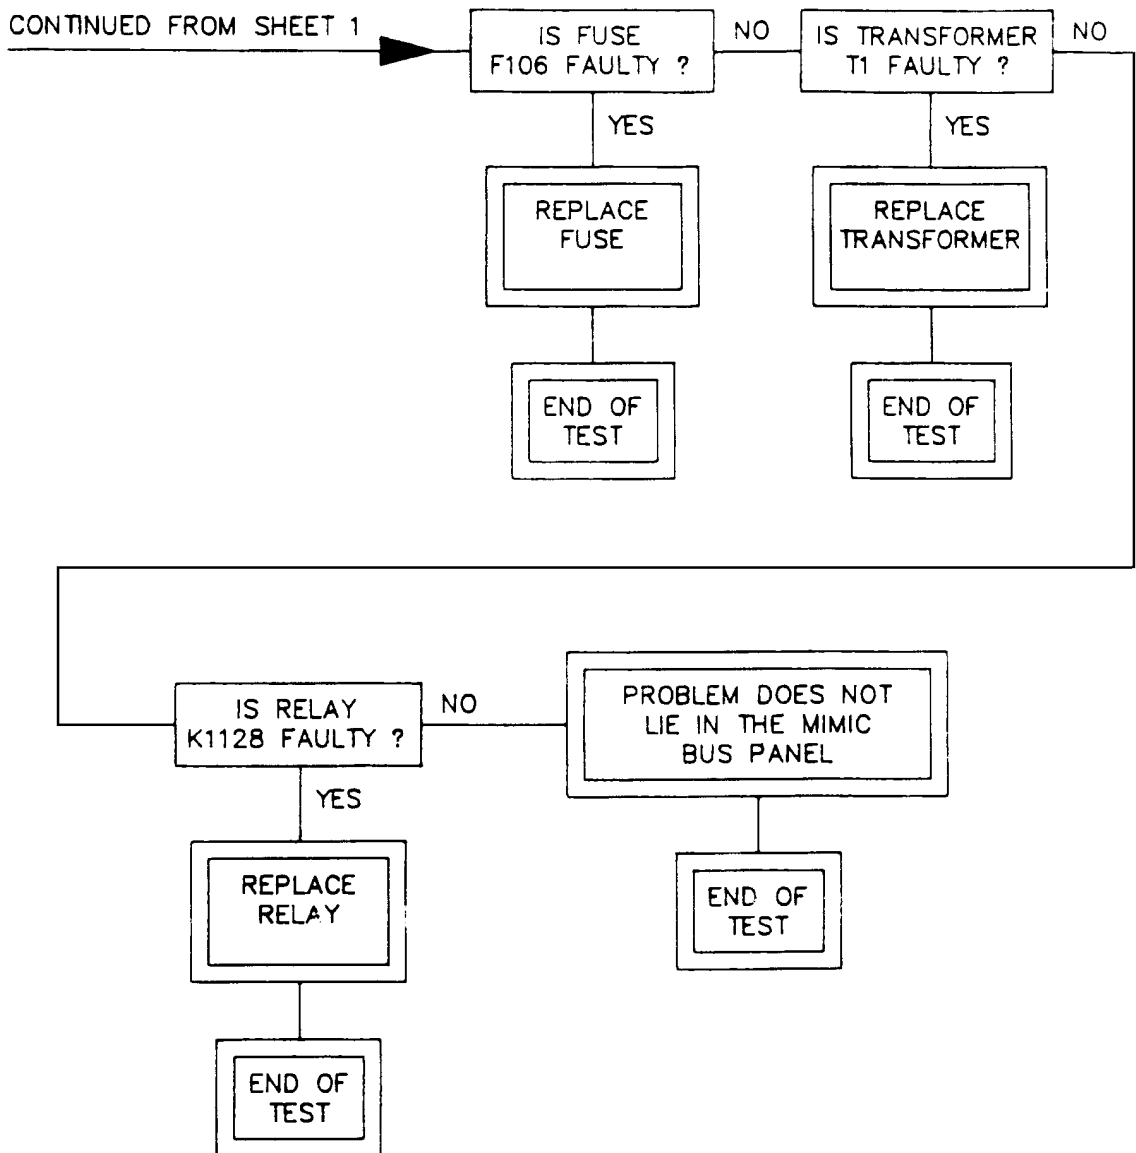 CONTINUED FROM SHEET 1
IS FUSE
F106 FAULTY ?
NO
IS TRANSFORMER
T1 FAULTY ?
NO
YES
YES
REPLACE
FUSE
REPLACE
TRANSFORMER
END OF
TEST
END OF
TEST
IS RELAY
K1128 FAULTY ?
NO
PROBLEM DOES NOT
LIE IN THE MIMIC
BUS PANEL
YES
REPLACE
RELAY
END OF
TEST
END OF
TEST